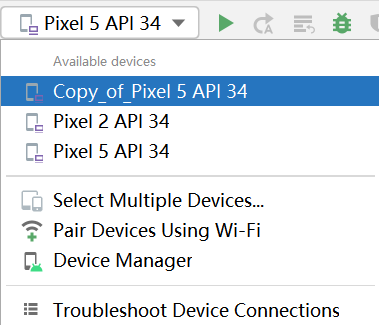 Pixel 5 API 34
Available devices
Copy_of_Pixel 5 API 34
Pixel 2 API 34
Pixel 5 API 34
Select Multiple Devices...
Pair Devices Using Wi-Fi
Device Manager
Troubleshoot Device Connections